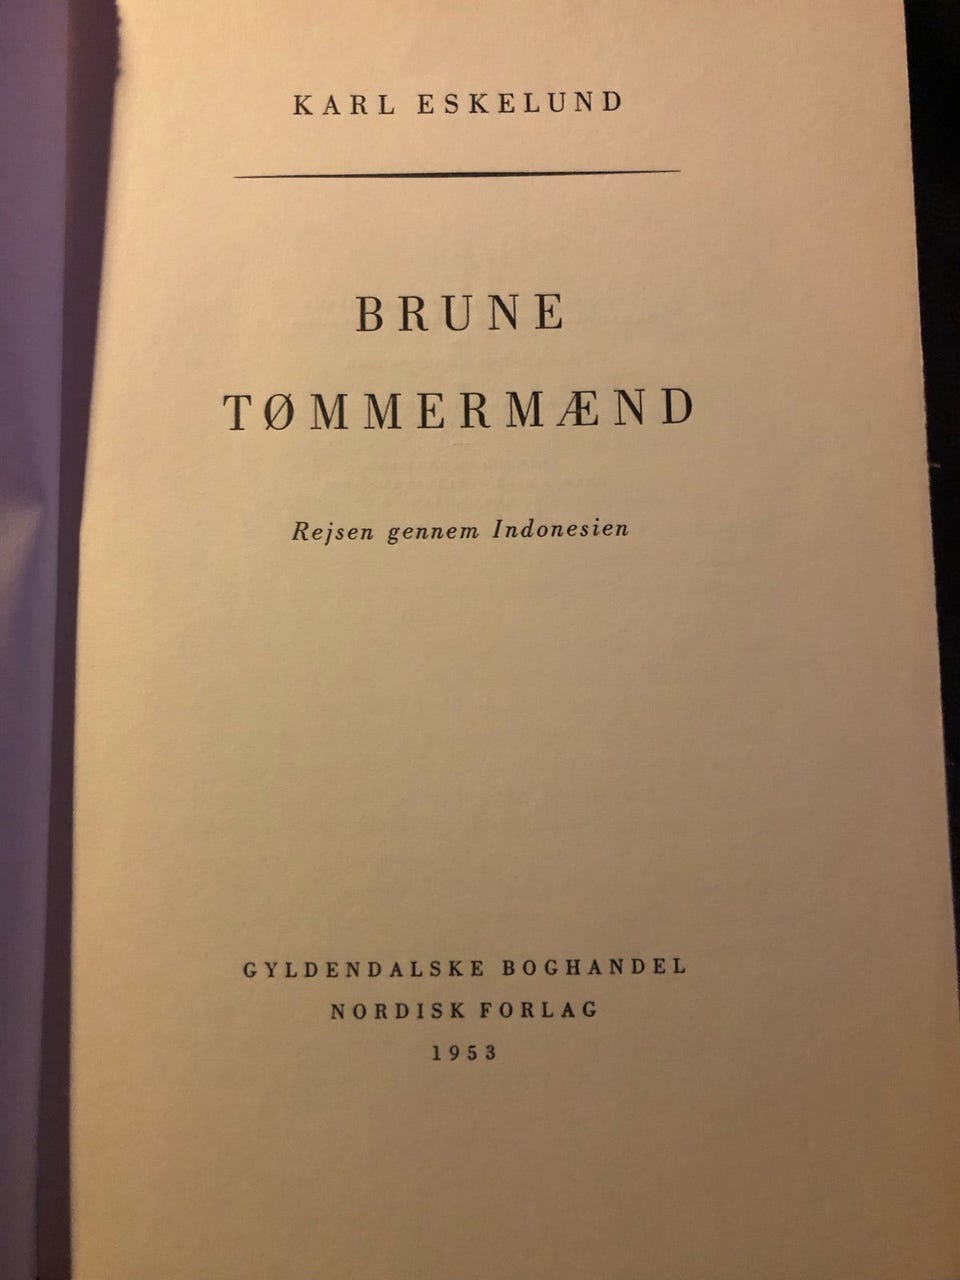 KARL ESKELUND
BRUNE
TØMMERMÆND
Rejsen gennem Indonesien
GYLDENDALSKE BOGHANDEL
NORDISK FORLAG
1953